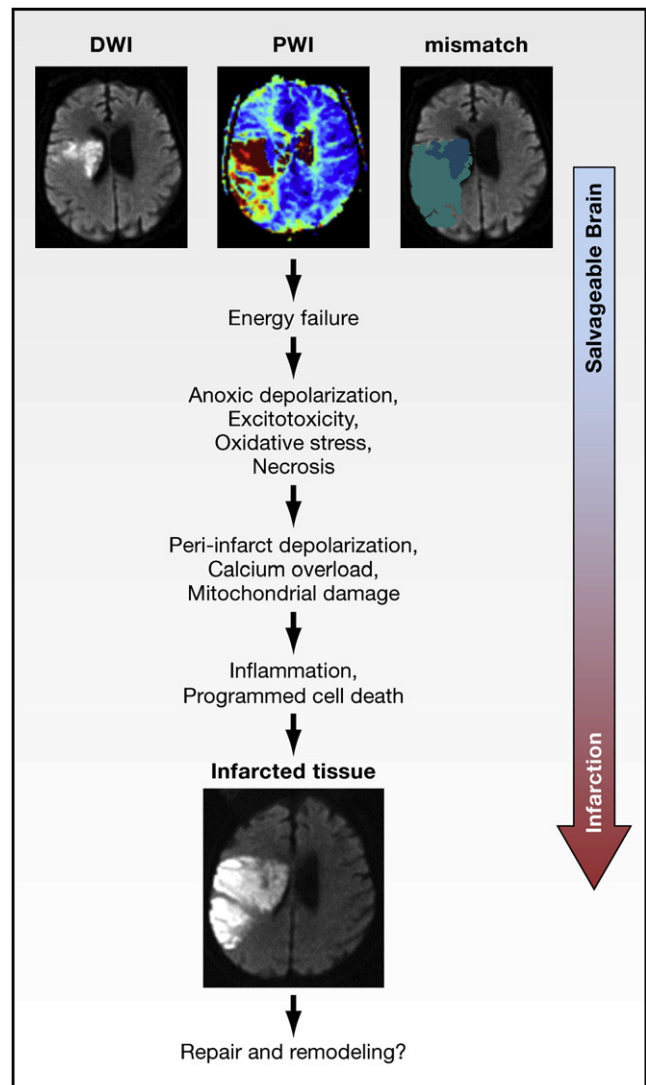 DWI
PWI
mismatch
Energy failure
Anoxic depolarization,
Excitotoxicity,
Oxidative stress,
Necrosis
Peri-infarct depolarization,
Calcium overload,
Mitochondrial damage
Inflammation,
Programmed cell death
Infarcted tissue
Repair and remodeling?
Salvageable Brain
Infarction